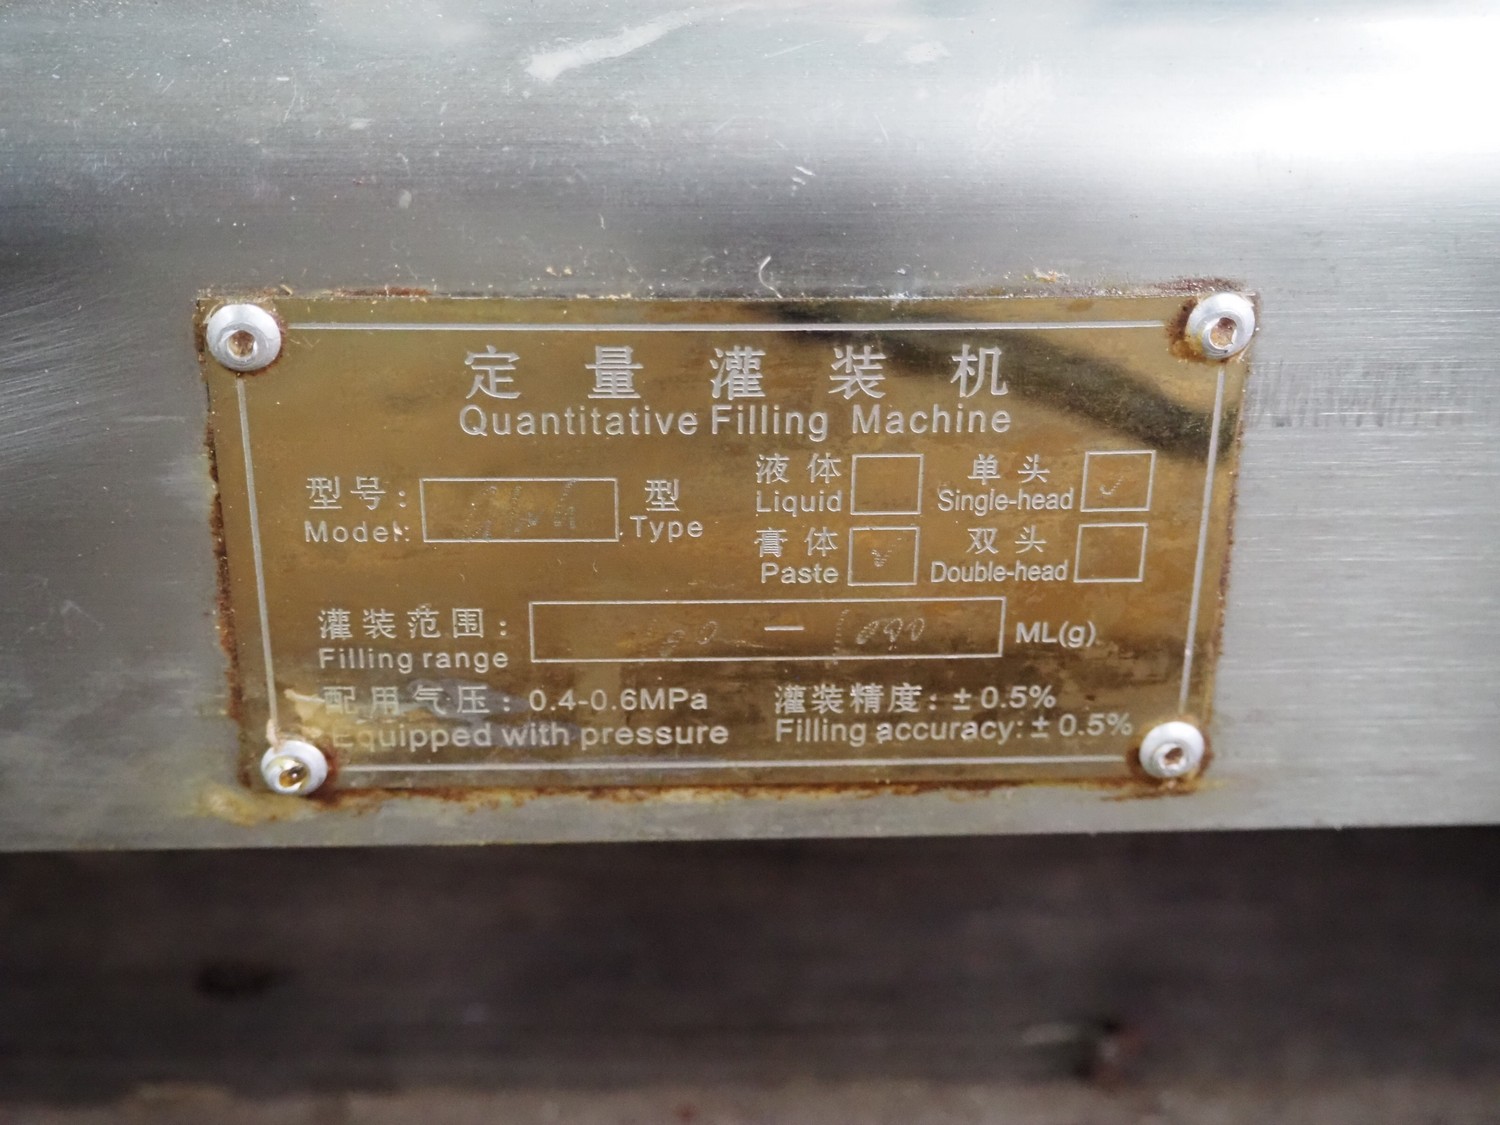 定量灌装机
Quantitative Filling Machine
型号: 型
Model: Type
液体 单头 ✓
Liquid Single-head
膏体 ✓ 双头
Paste Double-head
灌装范围: — 1000 ML(g)
Filling range
配用气压: 0.4-0.6MPa 灌装精度: ± 0.5%
Equipped with pressure Filling accuracy: ± 0.5%